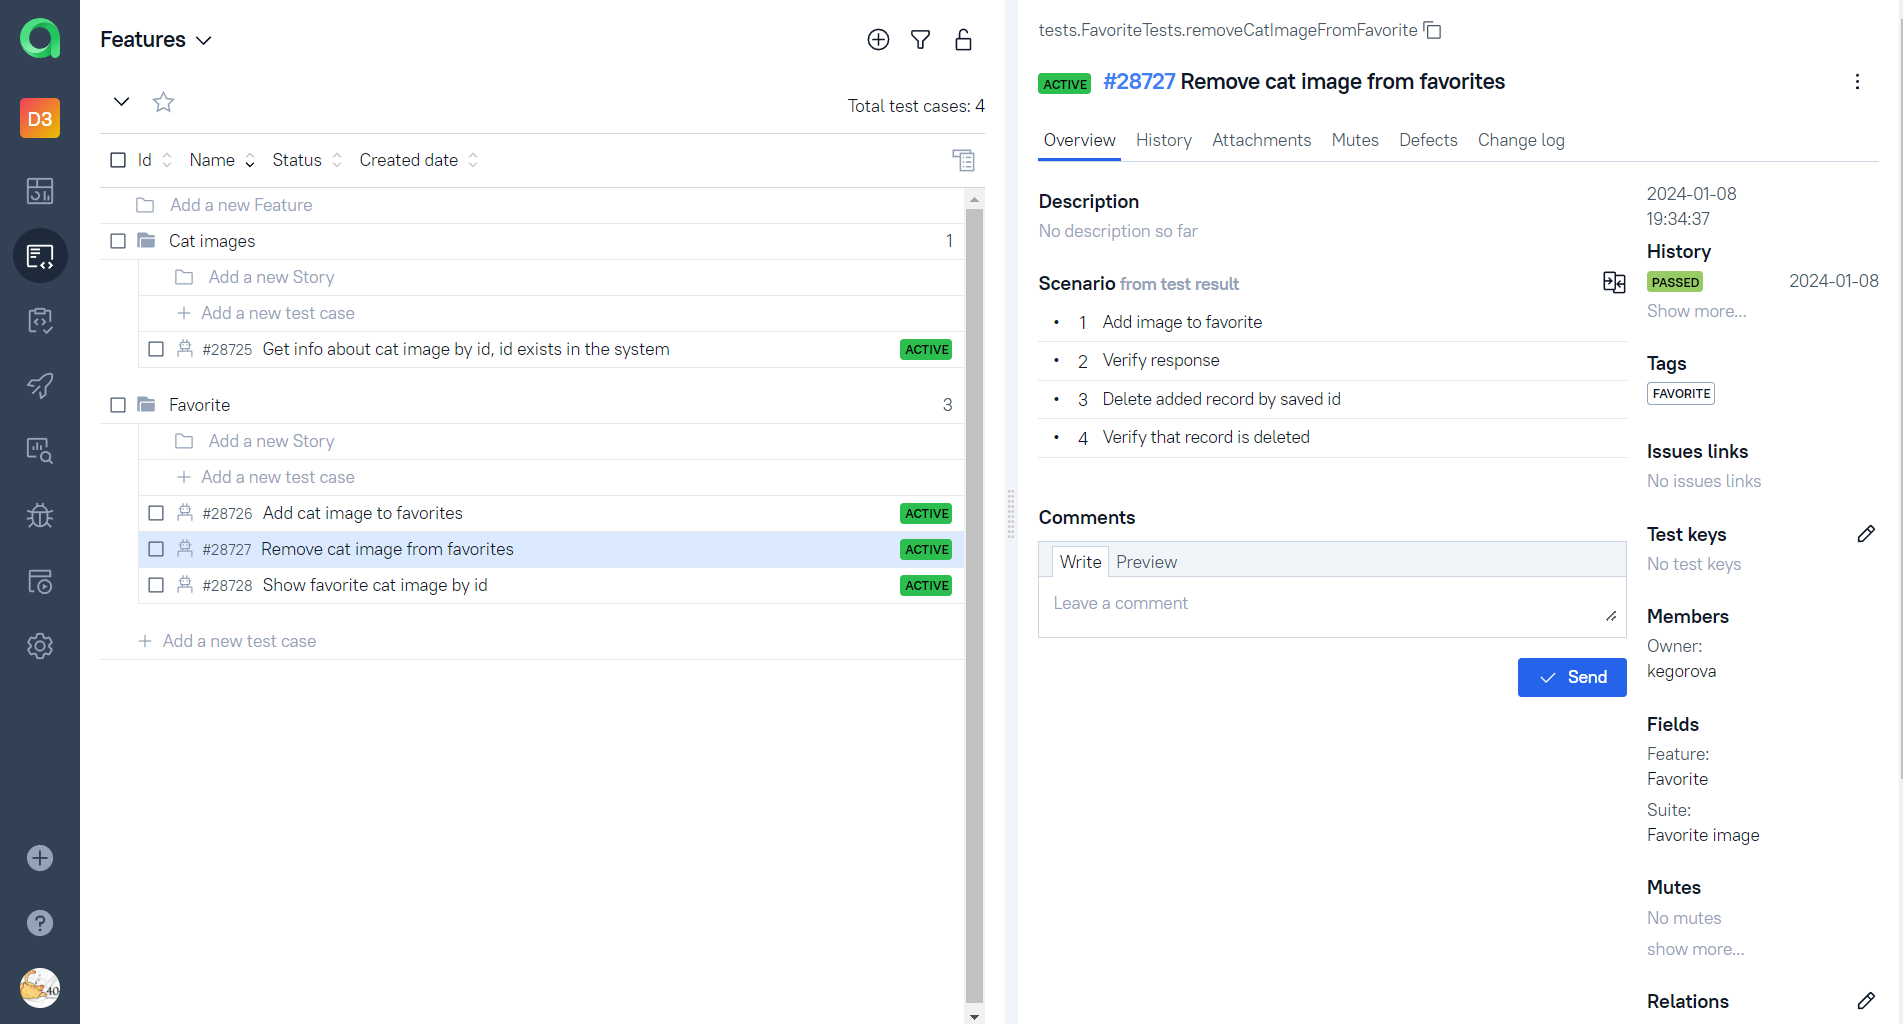 D3
40
Features
Total test cases: 4
Id Name Status Created date
Add a new Feature
Cat images 1
Add a new Story
Add a new test case
#28725 Get info about cat image by id, id exists in the system ACTIVE
Favorite 3
Add a new Story
Add a new test case
#28726 Add cat image to favorites ACTIVE
#28727 Remove cat image from favorites ACTIVE
#28728 Show favorite cat image by id ACTIVE
Add a new test case
tests.FavoriteTests.removeCatImageFromFavorite
ACTIVE #28727 Remove cat image from favorites
Overview History Attachments Mutes Defects Change log
Description
No description so far
Scenario from test result
• 1 Add image to favorite
• 2 Verify response
• 3 Delete added record by saved id
• 4 Verify that record is deleted
Comments
Write Preview
Leave a comment
Send
2024-01-08
19:34:37
History
PASSED 2024-01-08
Show more...
Tags
FAVORITE
Issues links
No issues links
Test keys
No test keys
Members
Owner:
kegorova
Fields
Feature:
Favorite
Suite:
Favorite image
Mutes
No mutes
show more...
Relations